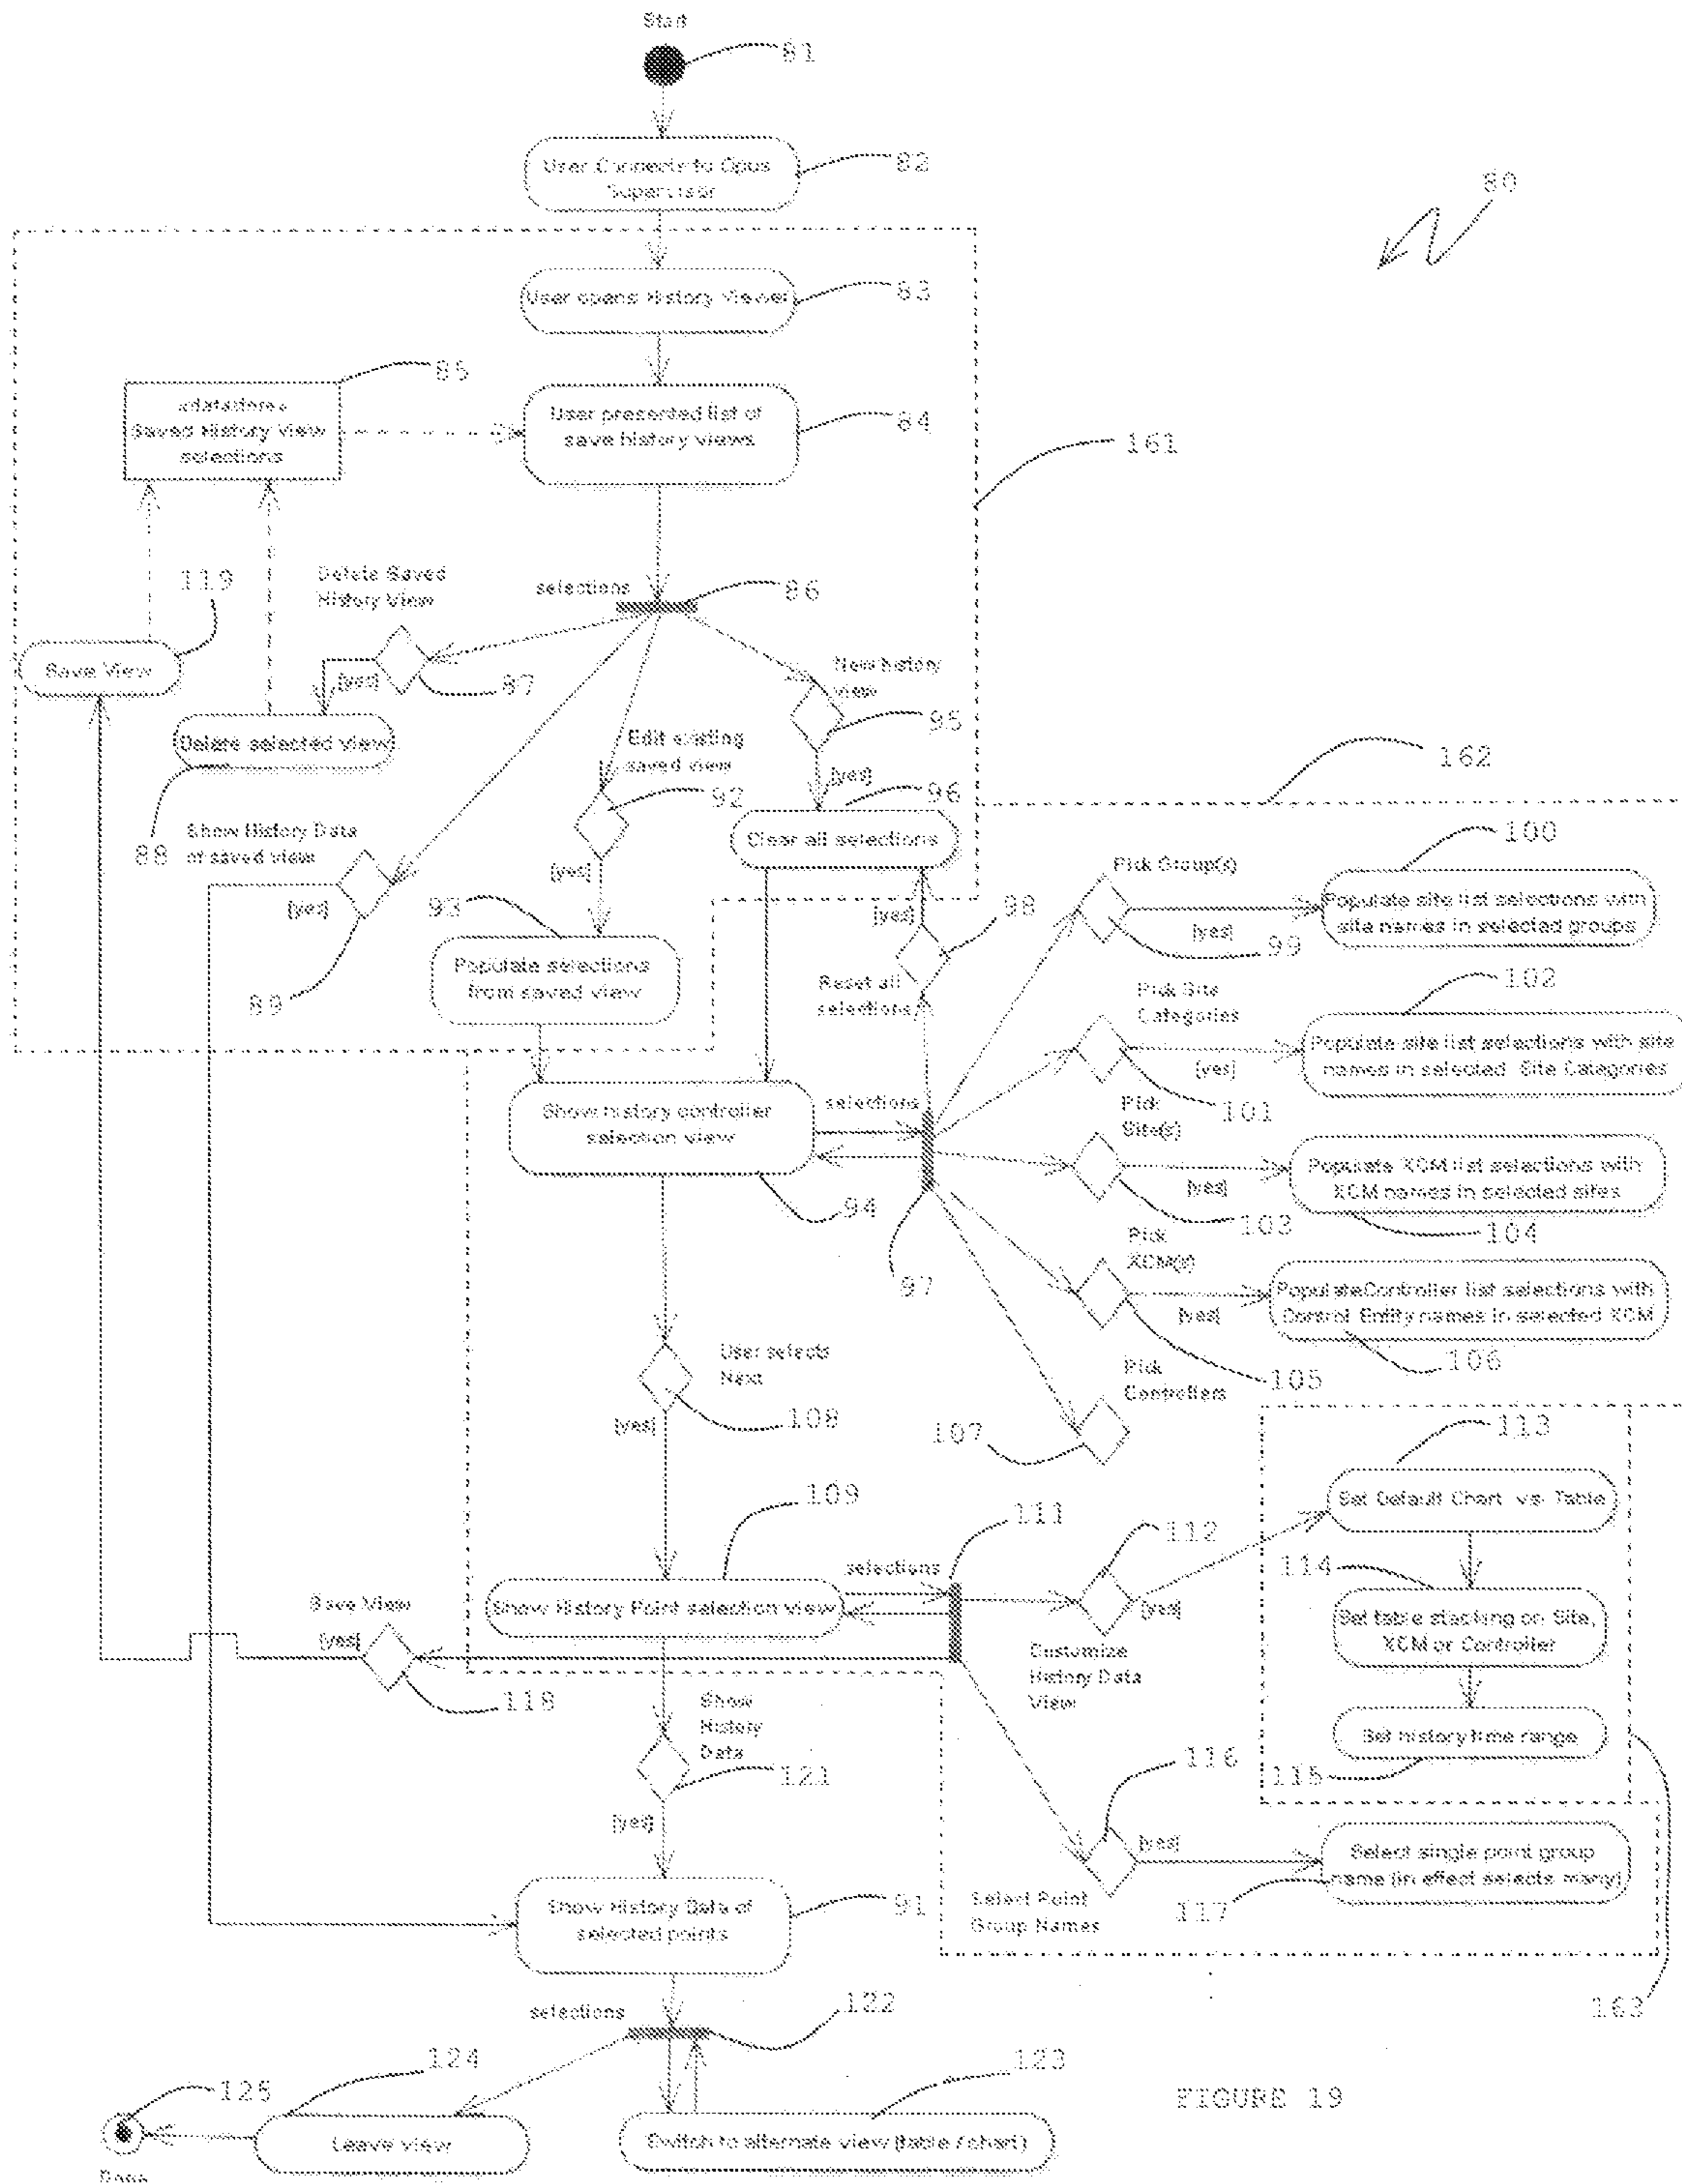 Start
81
User Connects to Opus
Supervisor
82
80
User opens History Viewer
83
85
«datastore»
Saved History View
selections
User presented list of
save history views
84
161
119
Delete Saved
History View
selections
86
Save View
[yes]
87
New history
view
95
Delete selected view
Edit existing
saved view
[yes]
162
92
96
88
Show History Data
of saved view
Clear all selections
100
Pick Group(s)
[yes]
[yes]
93
[yes]
98
Populate site list selections with
site names in selected groups
[yes]
99
Populate selections
from saved view
89
Reset all
selections
Pick Site
Categories
102
Populate site list selections with site
names in selected Site Categories
[yes]
101
Show history controller
selection view
selections
Pick
Site(s)
Populate XCM list selections with
XCM names in selected sites
[yes]
94
103
104
97
Pick
XCM(s)
PopulateController list selections with
Control Entity names in selected XCM
[yes]
106
105
User selects
Next
Pick
Controllers
[yes]
108
107
113
Set Default Chart vs. Table
109
111
112
selections
114
Show History Point selection view
[yes]
Set table stacking on Site,
XCM or Controller
Save View
[yes]
118
Customize
History Data
View
Show
History
Data
Set history time range
121
116
115
[yes]
[yes]
Select single point group
name (in effect selects many)
Show History Data of
selected points
91
Select Point
Group Names
117
163
selections
122
124
123
125
FIGURE 19
Leave view
Switch to alternate view (table / chart)
Done